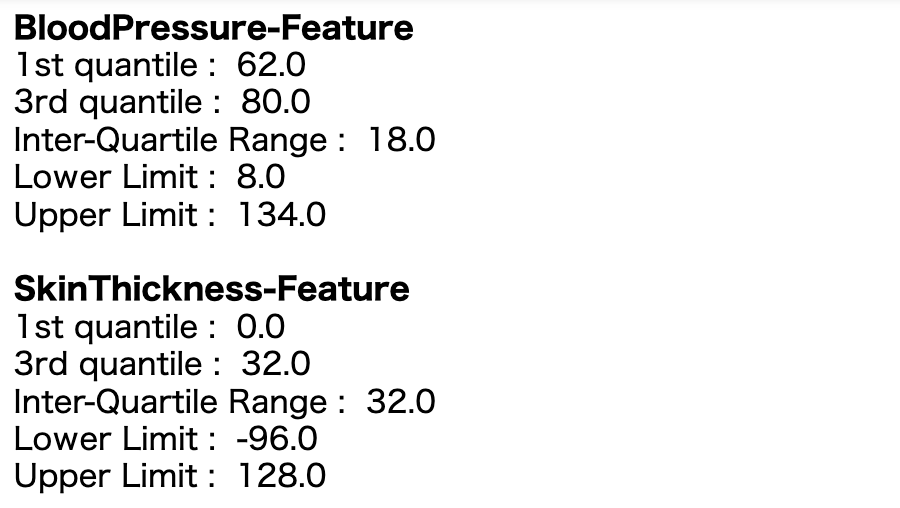 BloodPressure-Feature
1st quantile :  62.0
3rd quantile :  80.0
Inter-Quartile Range :  18.0
Lower Limit :  8.0
Upper Limit :  134.0
SkinThickness-Feature
1st quantile :  0.0
3rd quantile :  32.0
Inter-Quartile Range :  32.0
Lower Limit :  -96.0
Upper Limit :  128.0